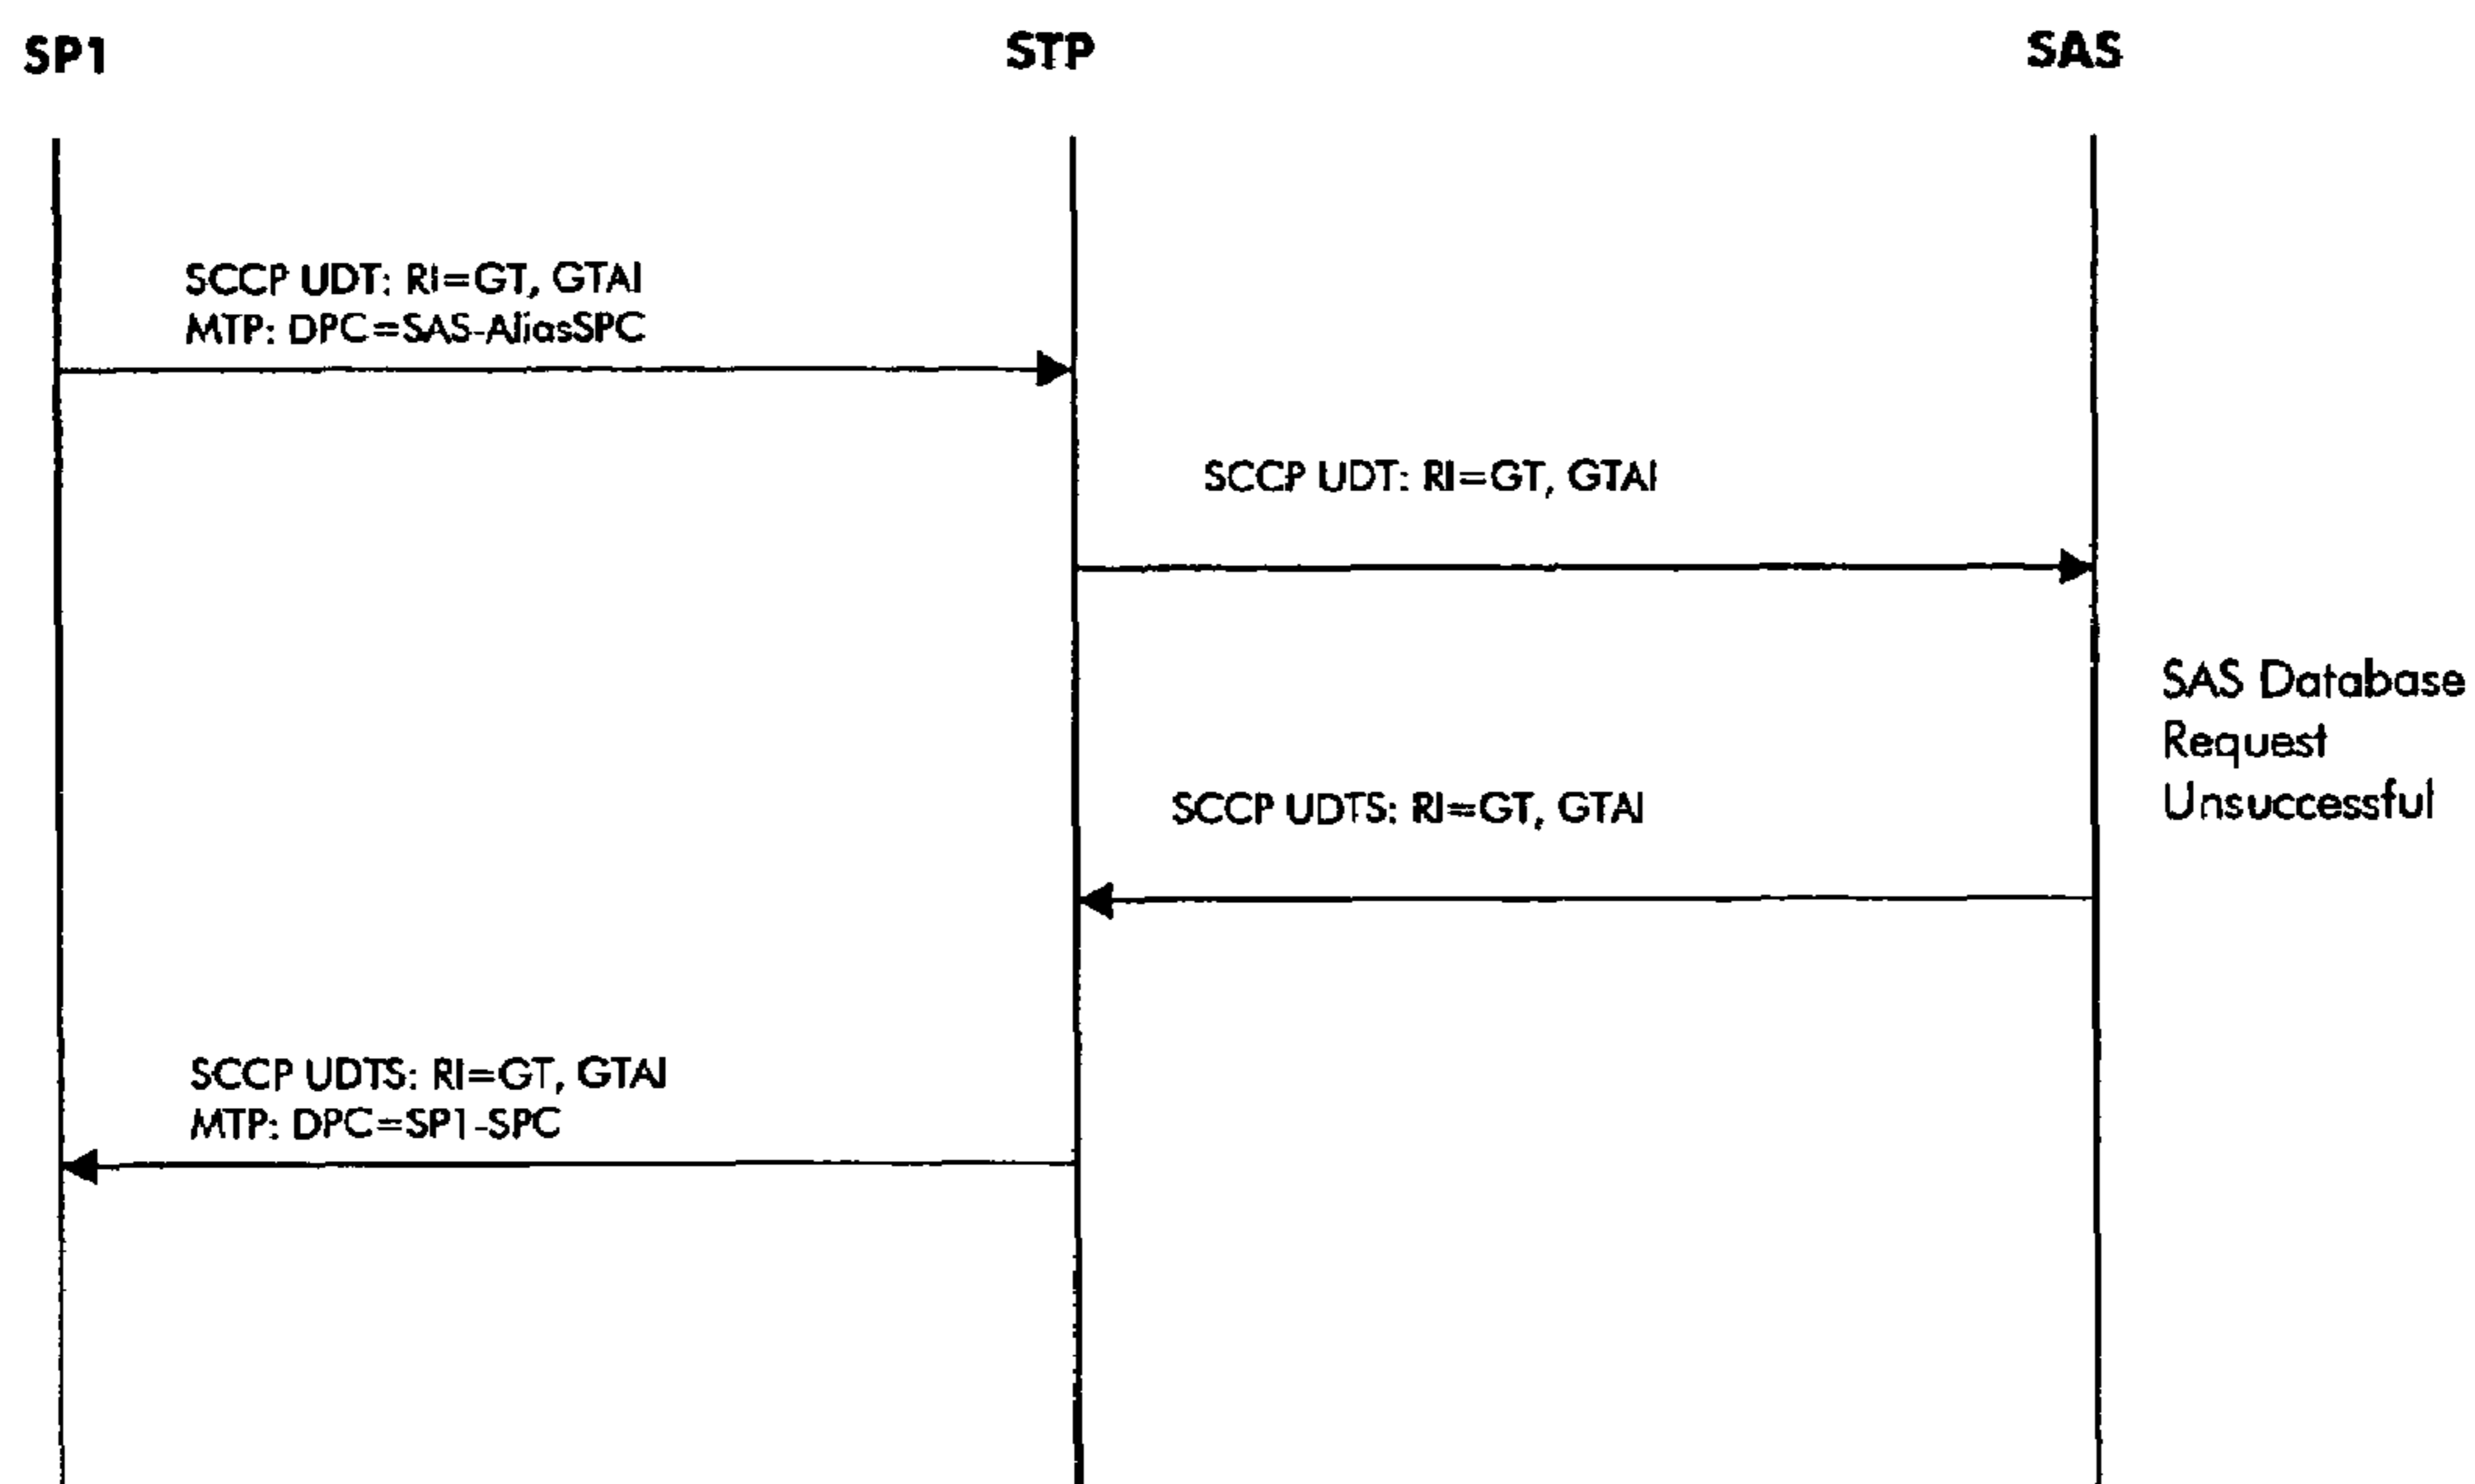 SP1
STP
SAS
SCCP UDT: RI=GT, GTAI
MTP: DPC=SAS-AliasSPC
SCCP UDT: RI=GT, GTAI
SAS Database
Request
Unsuccessful
SCCP UDTS: RI=GT, GTAI
SCCP UDTS: RI=GT, GTAI
MTP: DPC=SP1-SPC